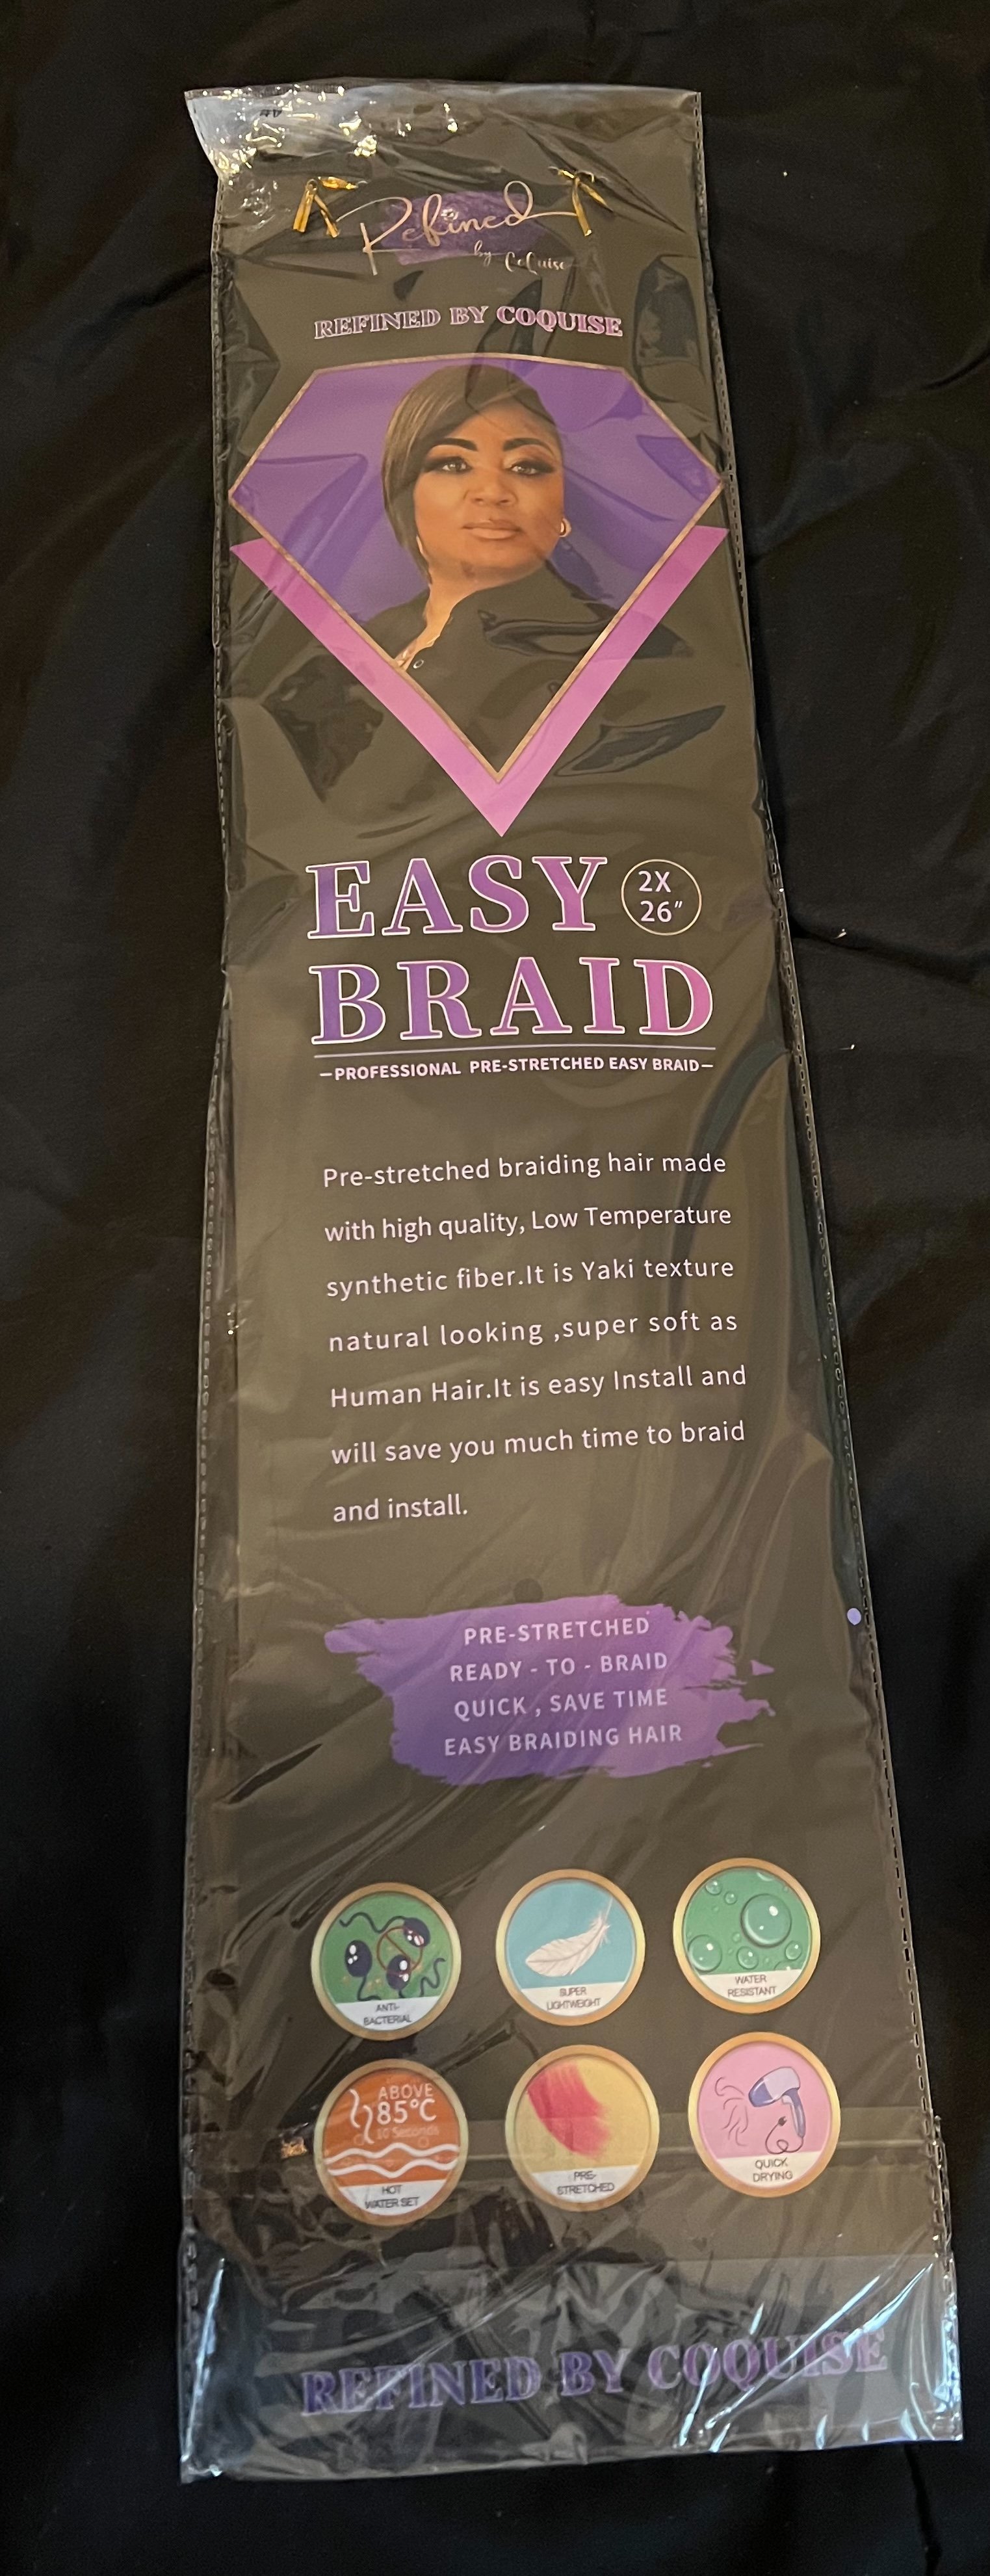 Refined
by CoQuise
REFINED BY COQUISE
EASY
2X
26"
BRAID
—PROFESSIONAL PRE-STRETCHED EASY BRAID—
Pre-stretched braiding hair made
with high quality, Low Temperature
synthetic fiber.It is Yaki texture
natural looking ,super soft as
Human Hair.It is easy Install and
will save you much time to braid
and install.
PRE-STRETCHED
READY - TO - BRAID
QUICK , SAVE TIME
EASY BRAIDING HAIR
ANTI-
BACTERIAL
SUPER
LIGHTWEIGHT
WATER
RESISTANT
ABOVE
85°C
10 Seconds
HOT
WATER SET
PRE-
STRETCHED
QUICK
DRYING
REFINED BY COQUISE